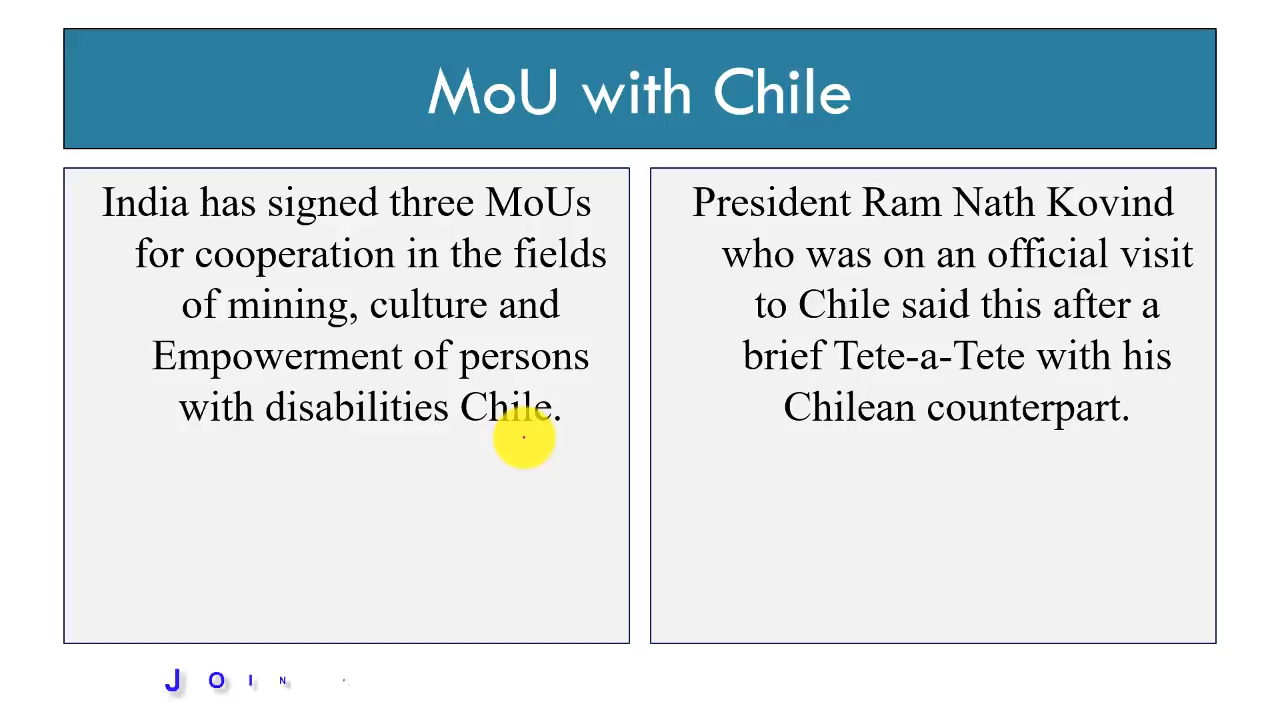 MoU with Chile
India has signed three MoUs
for cooperation in the fields
of mining, culture and
Empowerment of persons
with disabilities Chile.
President Ram Nath Kovind
who was on an official visit
to Chile said this after a
brief Tete-a-Tete with his
Chilean counterpart.
JOIN